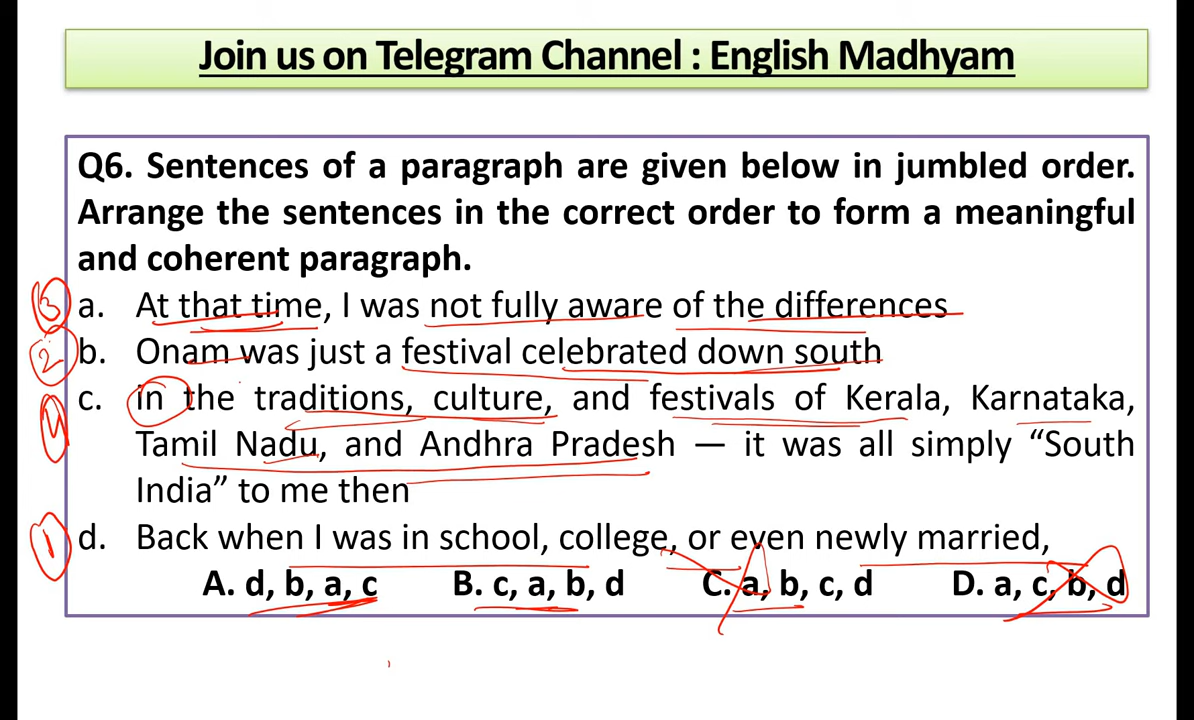 Join us on Telegram Channel : English Madhyam
Q6. Sentences of a paragraph are given below in jumbled order.
Arrange the sentences in the correct order to form a meaningful
and coherent paragraph.
3 a. At that time, I was not fully aware of the differences
2 b. Onam was just a festival celebrated down south
4 c. in the traditions, culture, and festivals of Kerala, Karnataka,
Tamil Nadu, and Andhra Pradesh — it was all simply “South
India” to me then
1 d. Back when I was in school, college, or even newly married,
A. d, b, a, c B. c, a, b, d C. a, b, c, d D. a, c, b, d